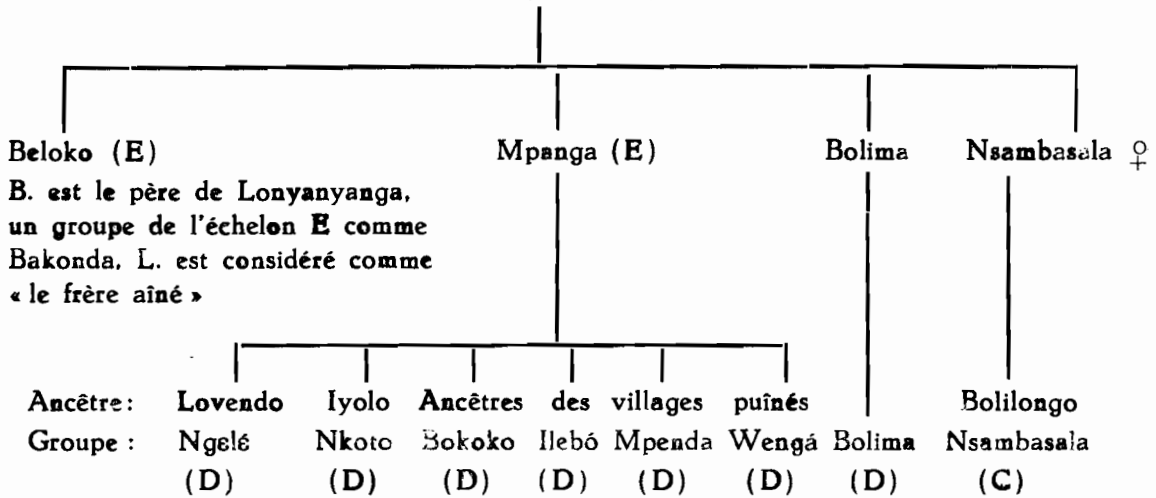 Beloko (E) Mpanga (E) Bolima Nsambasala ♀
B. est le père de Lonyanyanga,
un groupe de l'échelon E comme
Bakonda, L. est considéré comme
« le frère aîné »
Ancêtre: Lovendo Iyolo Ancêtres des villages puînés Bolilongo
Groupe : Ngɛlé Nkoto Bokoko Ilebó Mpenda Wengá Bolima Nsambasala
(D) (D) (D) (D) (D) (D) (D) (C)